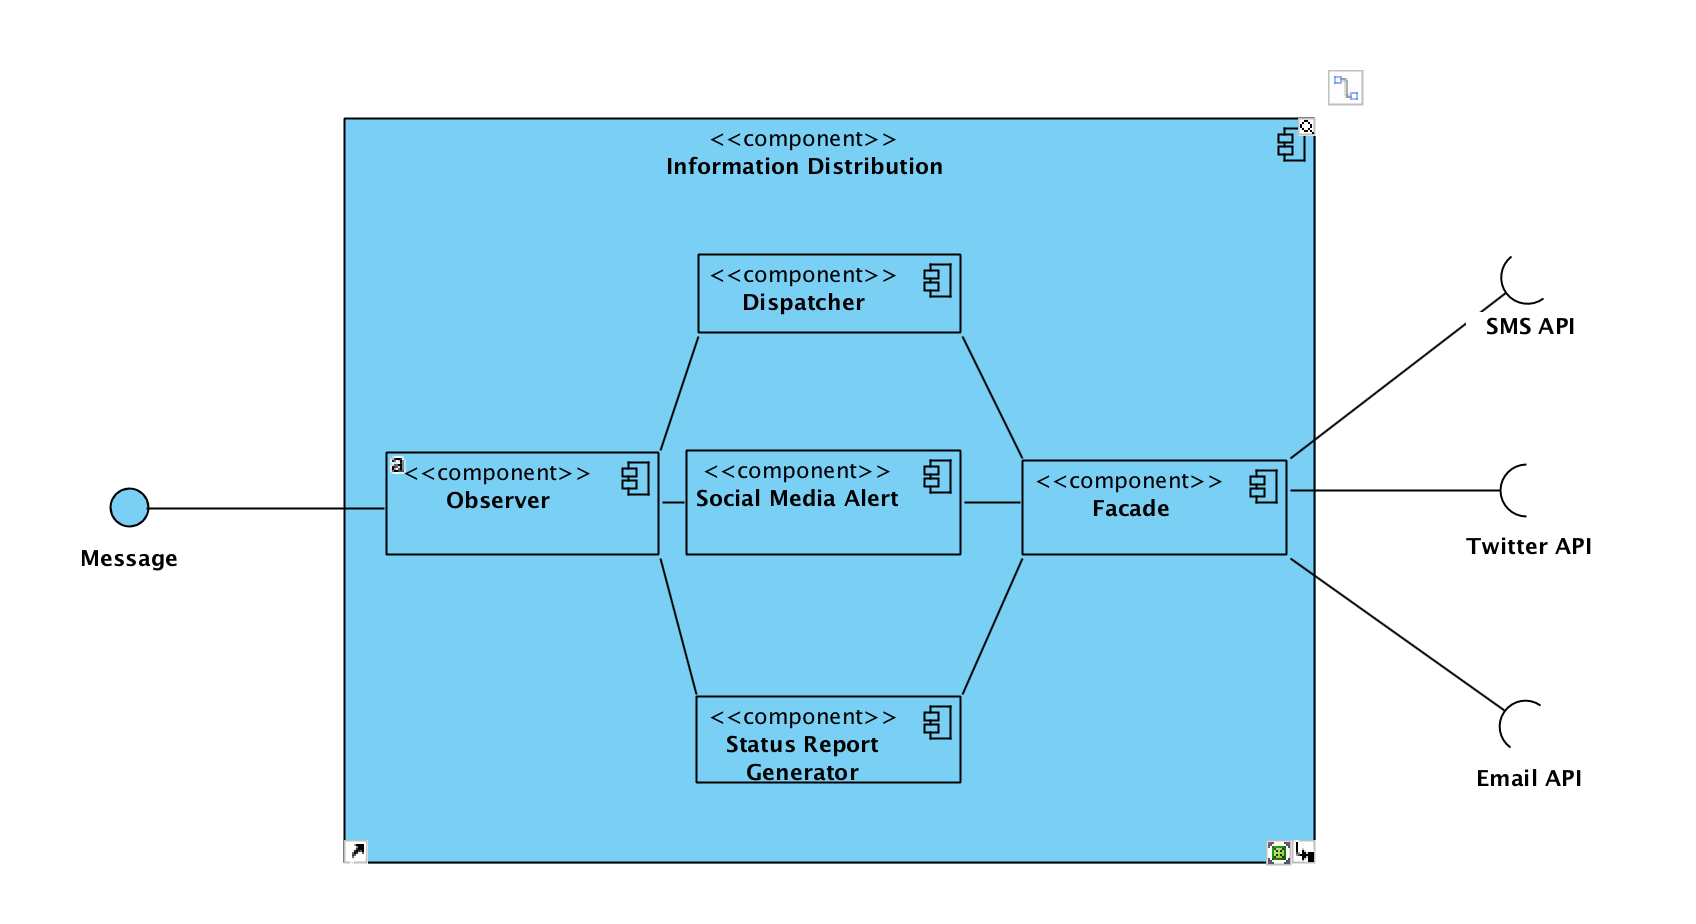 <<component>>
Information Distribution
<<component>>
Dispatcher
SMS API
a
<<component>>
Observer
<<component>>
Social Media Alert
<<component>>
Facade
Message
Twitter API
<<component>>
Status Report
Generator
Email API